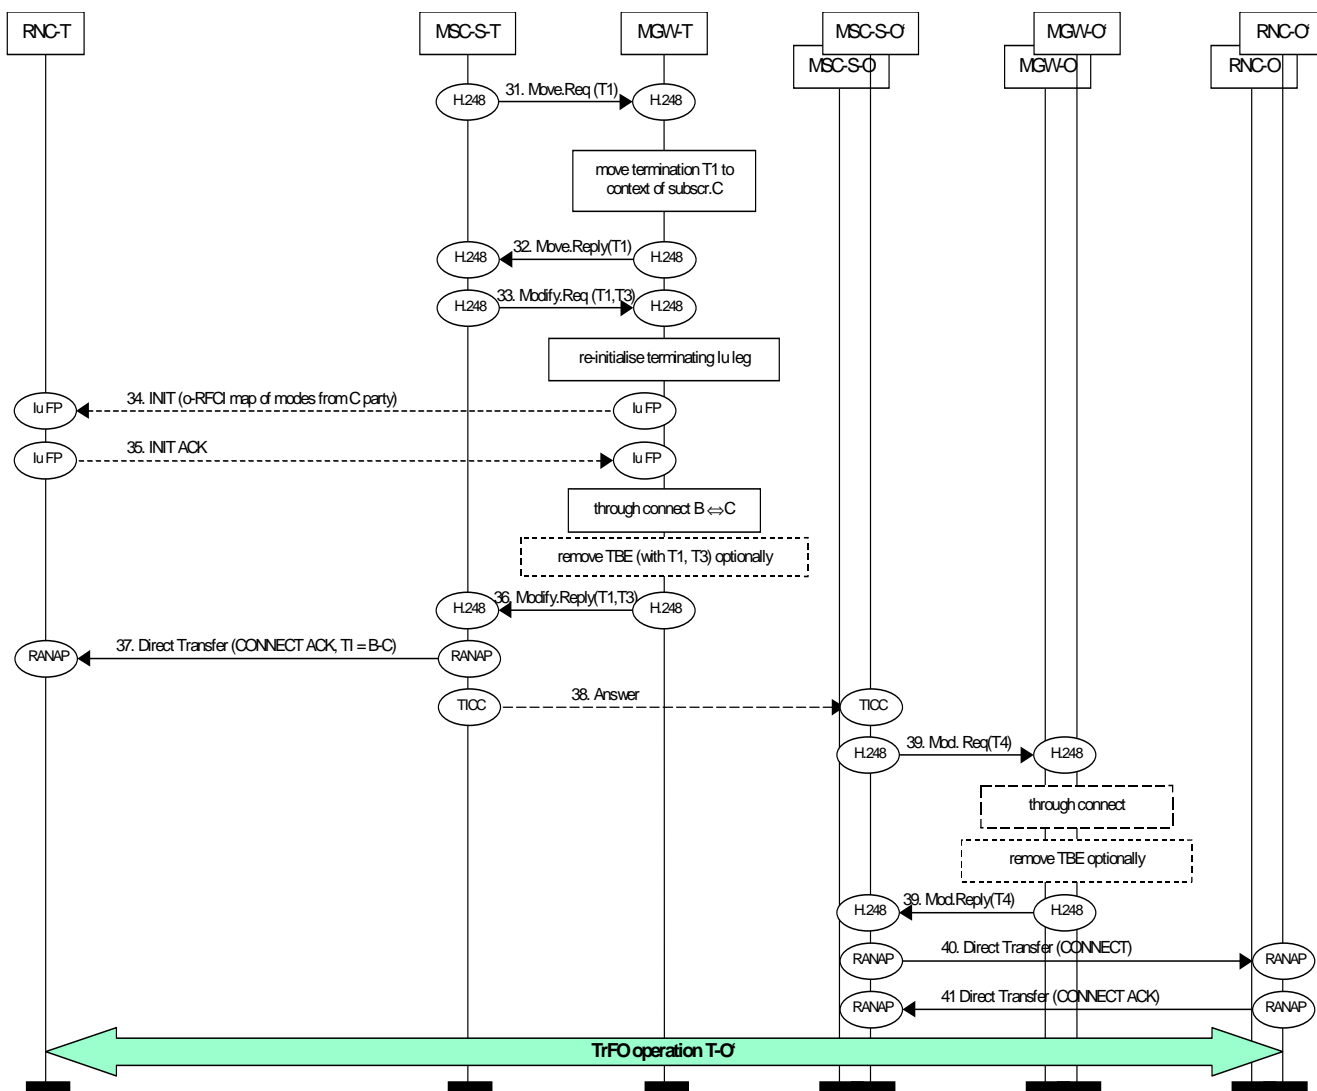 RNC-T
MSC-S-T
MGW-T
MSC-S-O'
MGW-O'
RNC-O'
MSC-S-O
MGW-O
RNC-O
H.248
31. Move.Req (T1)
H.248
move termination T1 to
context of subscr.C
H.248
32. Move.Reply(T1)
H.248
H.248
33. Modify.Req (T1,T3)
H.248
re-initialise terminating Iu leg
Iu FP
34. INIT (o-RFCI map of modes from C party)
Iu FP
Iu FP
35. INIT ACK
Iu FP
through connect B ⇔ C
remove TBE (with T1, T3) optionally
H.248
36. Modify.Reply(T1,T3)
H.248
RANAP
37. Direct Transfer (CONNECT ACK, TI = B-C)
RANAP
TICC
38. Answer
TICC
H.248
39. Mod. Req(T4)
H.248
through connect
remove TBE optionally
H.248
39. Mod.Reply(T4)
H.248
RANAP
40. Direct Transfer (CONNECT)
RANAP
RANAP
41 Direct Transfer (CONNECT ACK)
RANAP
TrFO operation T-O'